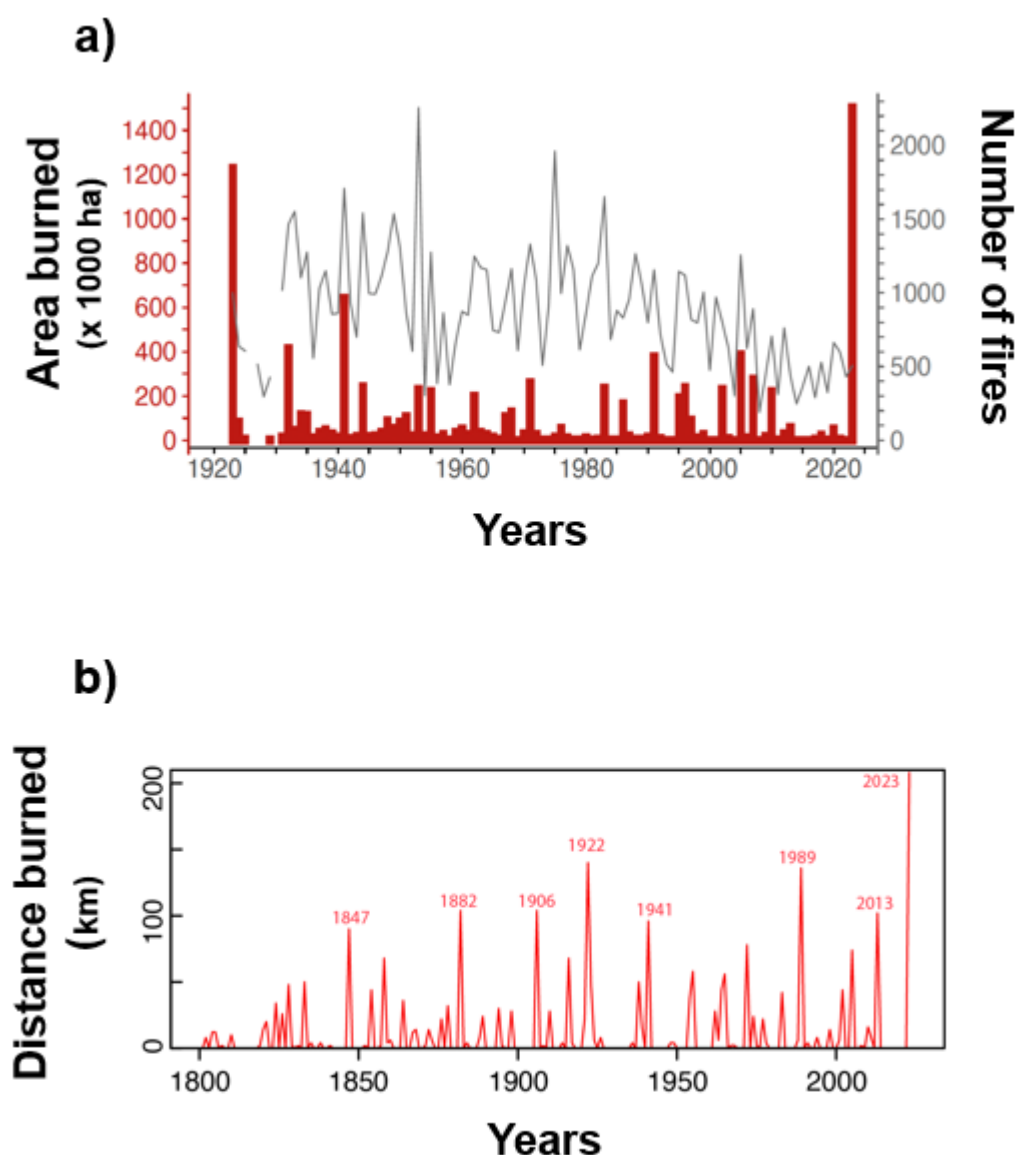 a)
Area burned
(x 1000 ha)
1400
1200
1000
800
600
400
200
0
2000
1500
1000
500
0
Number of fires
1920 1940 1960 1980 2000 2020
Years
b)
Distance burned
(km)
200
100
0
2023
1922
1989
1882
1906
2013
1941
1847
1800 1850 1900 1950 2000
Years